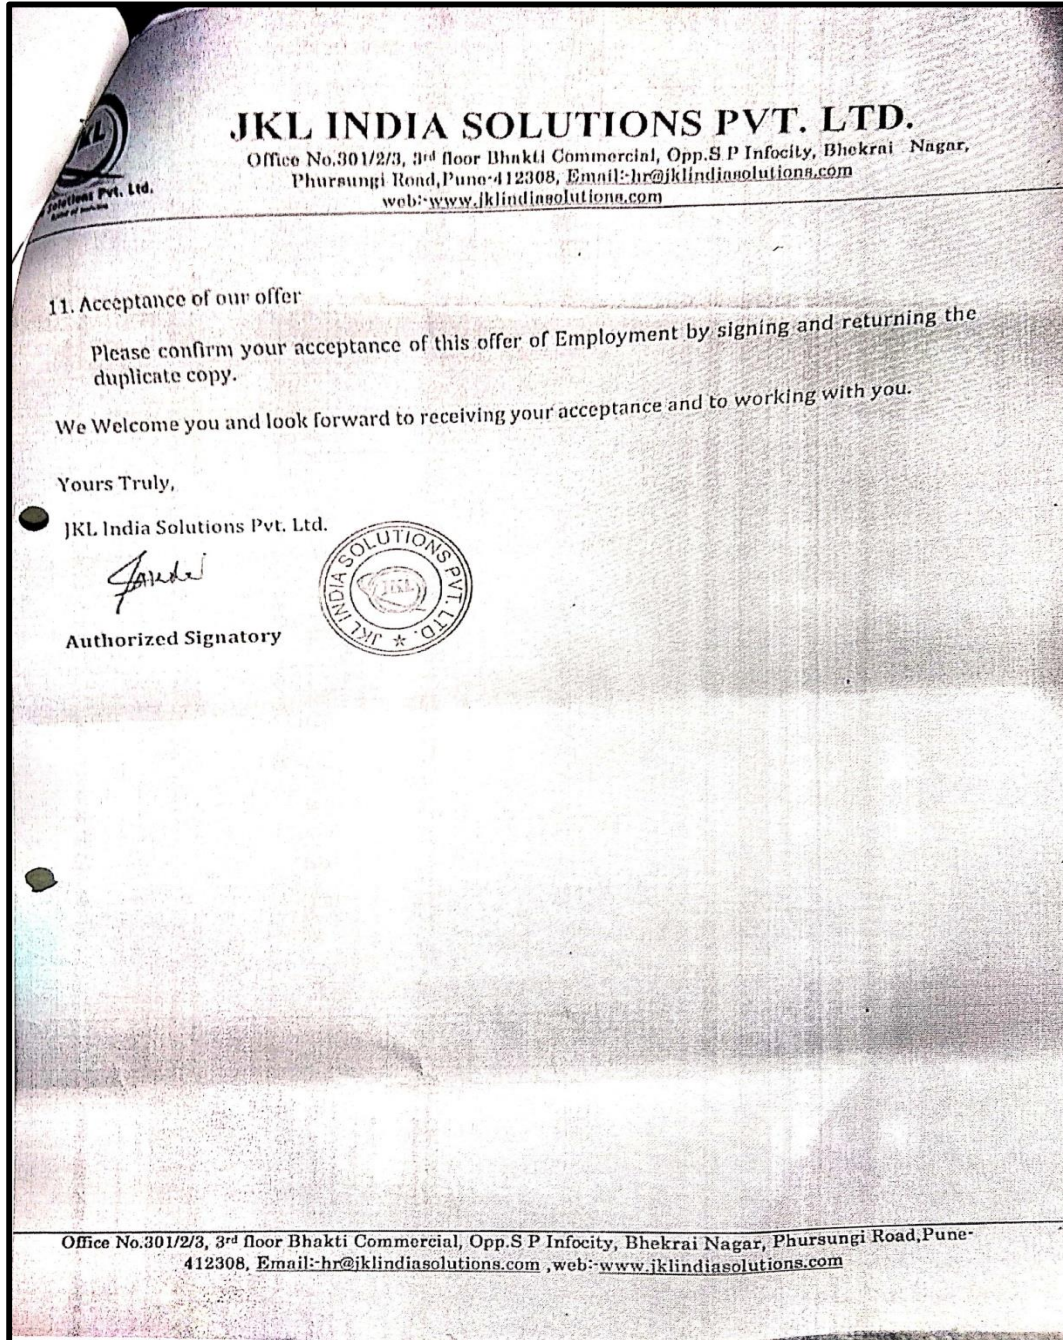 JKL
Solutions Pvt. Ltd.
JKL INDIA SOLUTIONS PVT. LTD.
Office No.301/2/3, 3rd floor Bhakti Commercial, Opp.S P Infocity, Bhekrai Nagar,
Phursungi Road,Pune-412308, Email:-hr@jklindiasolutions.com
web:-www.jklindiasolutions.com
11. Acceptance of our offer
Please confirm your acceptance of this offer of Employment by signing and returning the
duplicate copy.
We Welcome you and look forward to receiving your acceptance and to working with you.
Yours Truly,
JKL India Solutions Pvt. Ltd.
JKL INDIA SOLUTIONS PVT. LTD. *
JKL
Authorized Signatory
Office No.301/2/3, 3rd floor Bhakti Commercial, Opp.S P Infocity, Bhekrai Nagar, Phursungi Road,Pune-
412308, Email:-hr@jklindiasolutions.com ,web:-www.jklindiasolutions.com